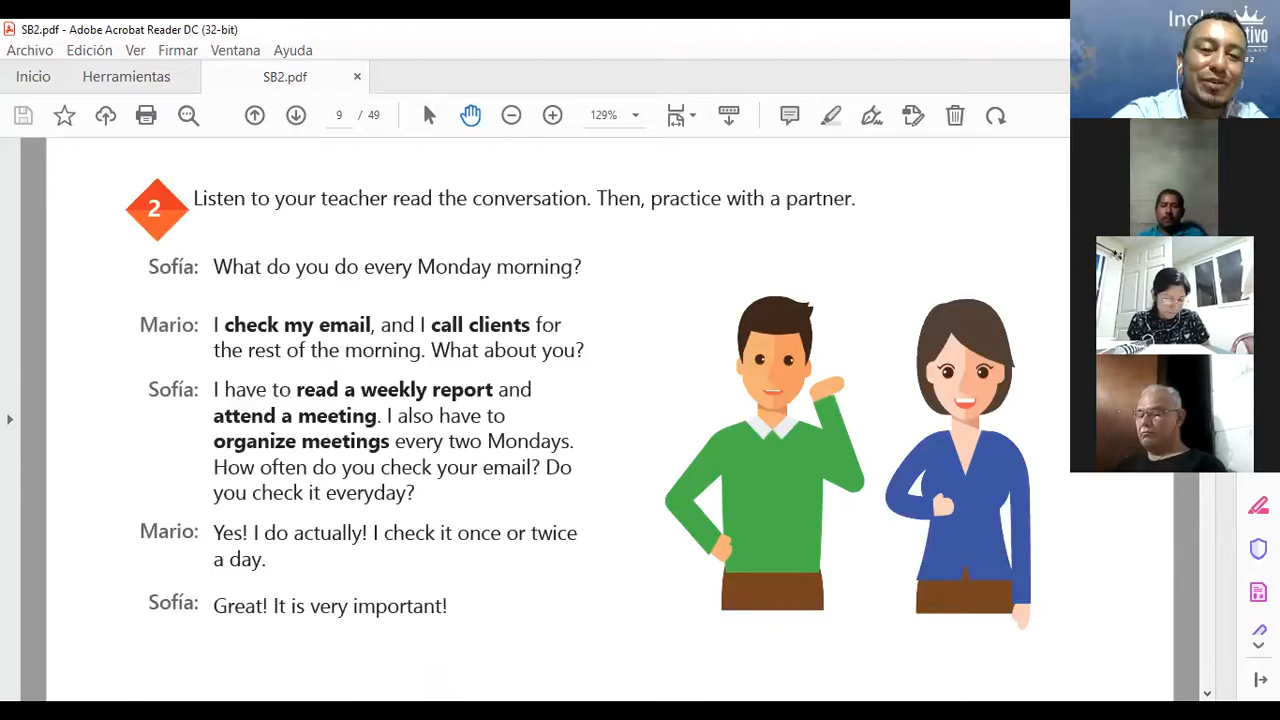 SB2.pdf - Adobe Acrobat Reader DC (32-bit)
Archivo Edición Ver Firmar Ventana Ayuda
Inicio Herramientas SB2.pdf ×
9 / 49 129%
2 Listen to your teacher read the conversation. Then, practice with a partner.
Sofía: What do you do every Monday morning?
Mario: I check my email, and I call clients for
the rest of the morning. What about you?
Sofía: I have to read a weekly report and
attend a meeting. I also have to
organize meetings every two Mondays.
How often do you check your email? Do
you check it everyday?
Mario: Yes! I do actually! I check it once or twice
a day.
Sofía: Great! It is very important!